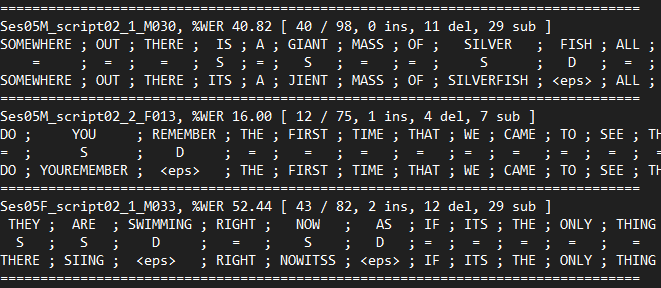 ================================================================================
Ses05M_script02_1_M030, %WER 40.82 [ 40 / 98, 0 ins, 11 del, 29 sub ]
SOMEWHERE ; OUT ; THERE ; IS ; A ; GIANT ; MASS ; OF ; SILVER ; FISH ; ALL ;
= ; = ; = ; S ; = ; S ; = ; = ; S ; D ; = ;
SOMEWHERE ; OUT ; THERE ; ITS ; A ; JIENT ; MASS ; OF ; SILVERFISH ; <eps> ; ALL ;
================================================================================
Ses05M_script02_2_F013, %WER 16.00 [ 12 / 75, 1 ins, 4 del, 7 sub ]
DO ; YOU ; REMEMBER ; THE ; FIRST ; TIME ; THAT ; WE ; CAME ; TO ; SEE ; TH
= ; S ; D ; = ; = ; = ; = ; = ; = ; = ; = ;
DO ; YOUREMEMBER ; <eps> ; THE ; FIRST ; TIME ; THAT ; WE ; CAME ; TO ; SEE ; TH
================================================================================
Ses05F_script02_1_M033, %WER 52.44 [ 43 / 82, 2 ins, 12 del, 29 sub ]
THEY ; ARE ; SWIMMING ; RIGHT ; NOW ; AS ; IF ; ITS ; THE ; ONLY ; THING
S ; S ; D ; = ; S ; D ; = ; = ; = ; = ; =
THERE ; SIING ; <eps> ; RIGHT ; NOWITSS ; <eps> ; IF ; ITS ; THE ; ONLY ; THING
================================================================================